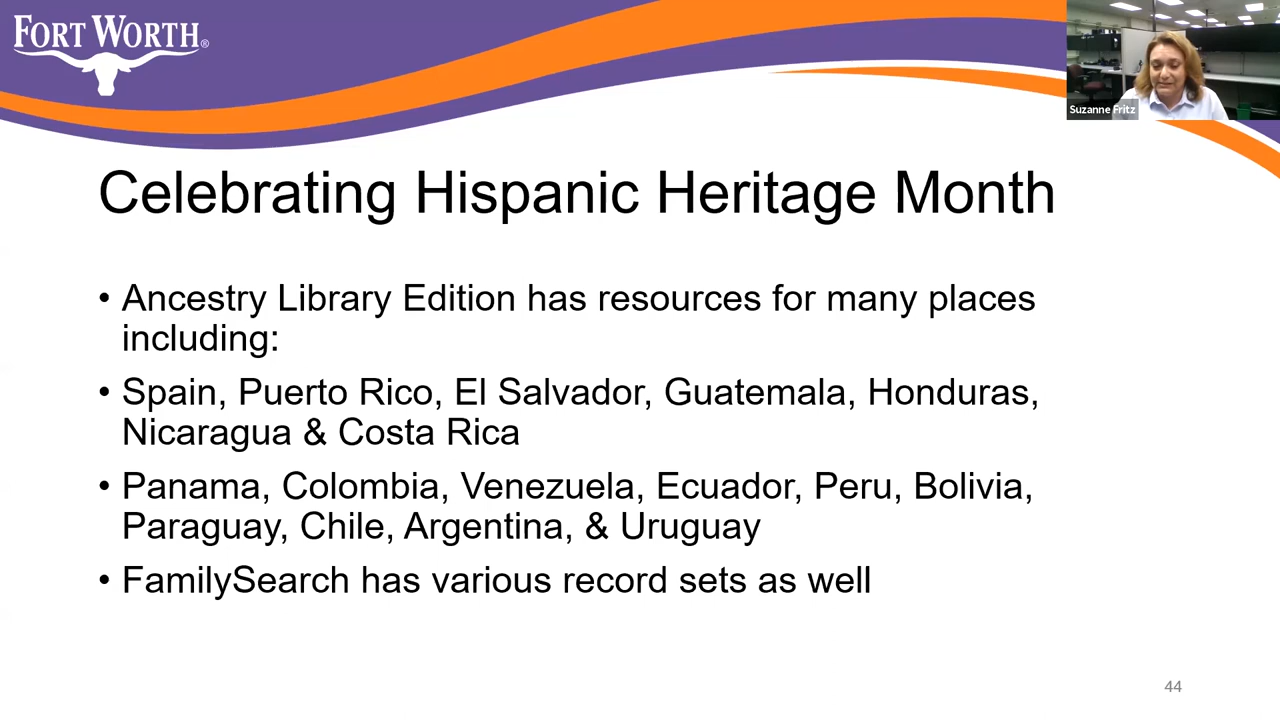 FORT WORTH®
Suzanne Fritz
Celebrating Hispanic Heritage Month
• Ancestry Library Edition has resources for many places
including:
• Spain, Puerto Rico, El Salvador, Guatemala, Honduras,
Nicaragua & Costa Rica
• Panama, Colombia, Venezuela, Ecuador, Peru, Bolivia,
Paraguay, Chile, Argentina, & Uruguay
• FamilySearch has various record sets as well
44